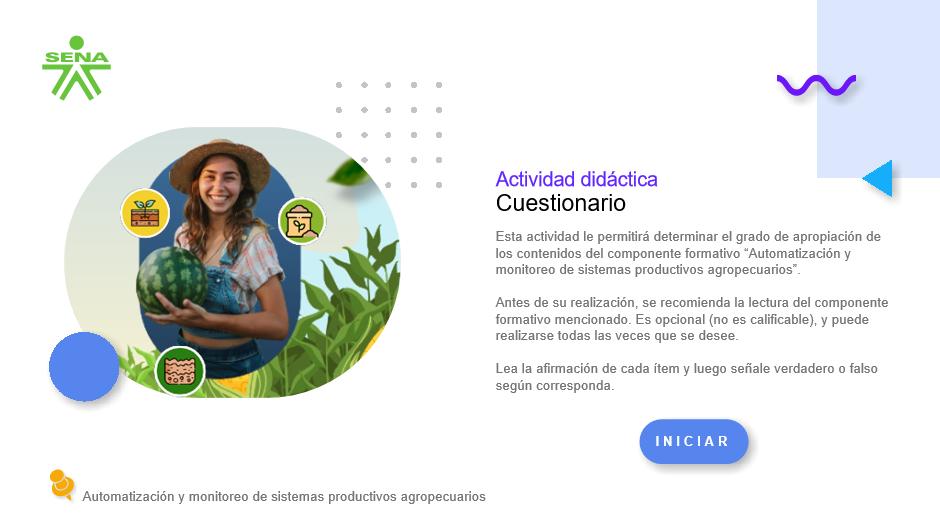 SENA
Actividad didáctica
Cuestionario
Esta actividad le permitirá determinar el grado de apropiación de
los contenidos del componente formativo “Automatización y
monitoreo de sistemas productivos agropecuarios”.
Antes de su realización, se recomienda la lectura del componente
formativo mencionado. Es opcional (no es calificable), y puede
realizarse todas las veces que se desee.
Lea la afirmación de cada ítem y luego señale verdadero o falso
según corresponda.
INICIAR
Automatización y monitoreo de sistemas productivos agropecuarios